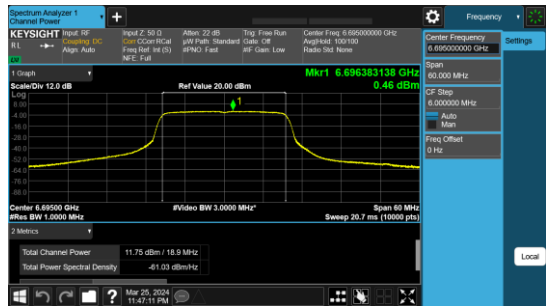 Spectrum Analyzer 1
Channel Power
Frequency
KEYSIGHT
Input: RF
Coupling: DC
Align: Auto
Input Z: 50 Ω
Corr CCorr RCal
Freq Ref: Int (S)
NFE: Full
Atten: 22 dB
µW Path: Standard
#PNO: Fast
Trig: Free Run
Gate: Off
#IF Gain: Low
Center Freq: 6.695000000 GHz
Avg|Hold: 100/100
Radio Std: None
RL
1 Graph
Scale/Div 12.0 dB
Ref Value 20.00 dBm
Mkr1 6.696383138 GHz
0.46 dBm
Log
8.00
-4.00
-16.0
-28.0
-40.0
-52.0
-64.0
-76.0
-88.0
1
Center 6.69500 GHz
#Video BW 3.0000 MHz*
Span 60 MHz
#Res BW 1.0000 MHz
Sweep 20.7 ms (10000 pts)
2 Metrics
Total Channel Power
11.75 dBm / 18.9 MHz
Total Power Spectral Density
-61.03 dBm/Hz
Mar 25, 2024
11:47:11 PM
?
Center Frequency
6.695000000 GHz
Settings
Span
60.000 MHz
CF Step
6.000000 MHz
Auto
Man
Freq Offset
0 Hz
Local